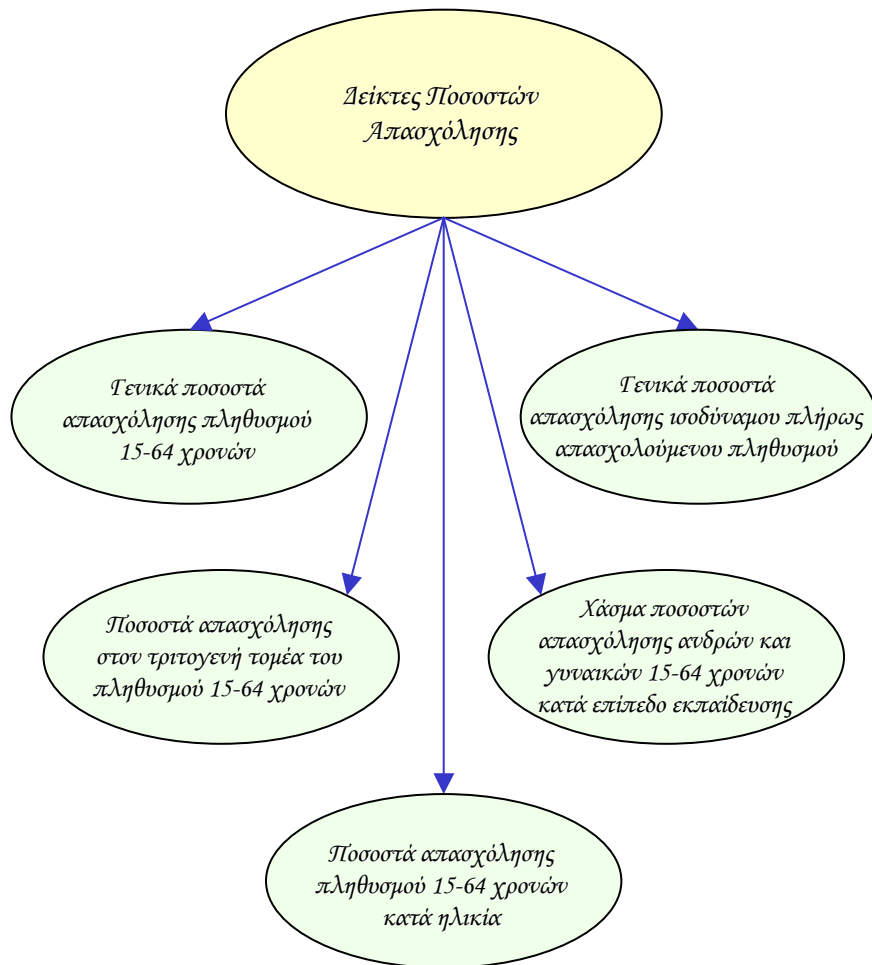 Δείκτες Ποσοστών
Απασχόλησης
Γενικά ποσοστά
απασχόλησης πληθυσμού
15-64 χρονών
Γενικά ποσοστά
απασχόλησης ισοδύναμου πλήρως
απασχολούμενου πληθυσμού
Ποσοστά απασχόλησης
στον τριτογενή τομέα του
πληθυσμού 15-64 χρονών
Χάσμα ποσοστών
απασχόλησης ανδρών και
γυναικών 15-64 χρονών
κατά επίπεδο εκπαίδευσης
Ποσοστά απασχόλησης
πληθυσμού 15-64 χρονών
κατά ηλικία